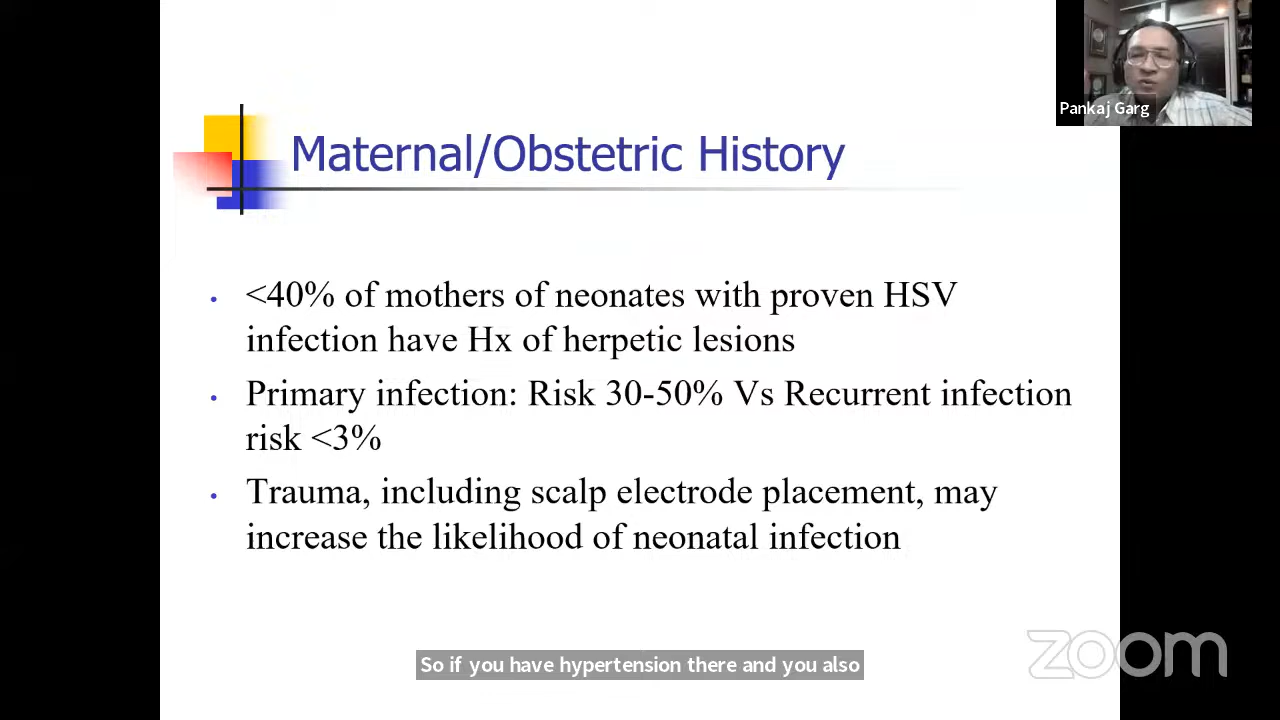 Pankaj Garg
Maternal/Obstetric History
• <40% of mothers of neonates with proven HSV
infection have Hx of herpetic lesions
• Primary infection: Risk 30-50% Vs Recurrent infection
risk <3%
• Trauma, including scalp electrode placement, may
increase the likelihood of neonatal infection
So if you have hypertension there and you also
zoom